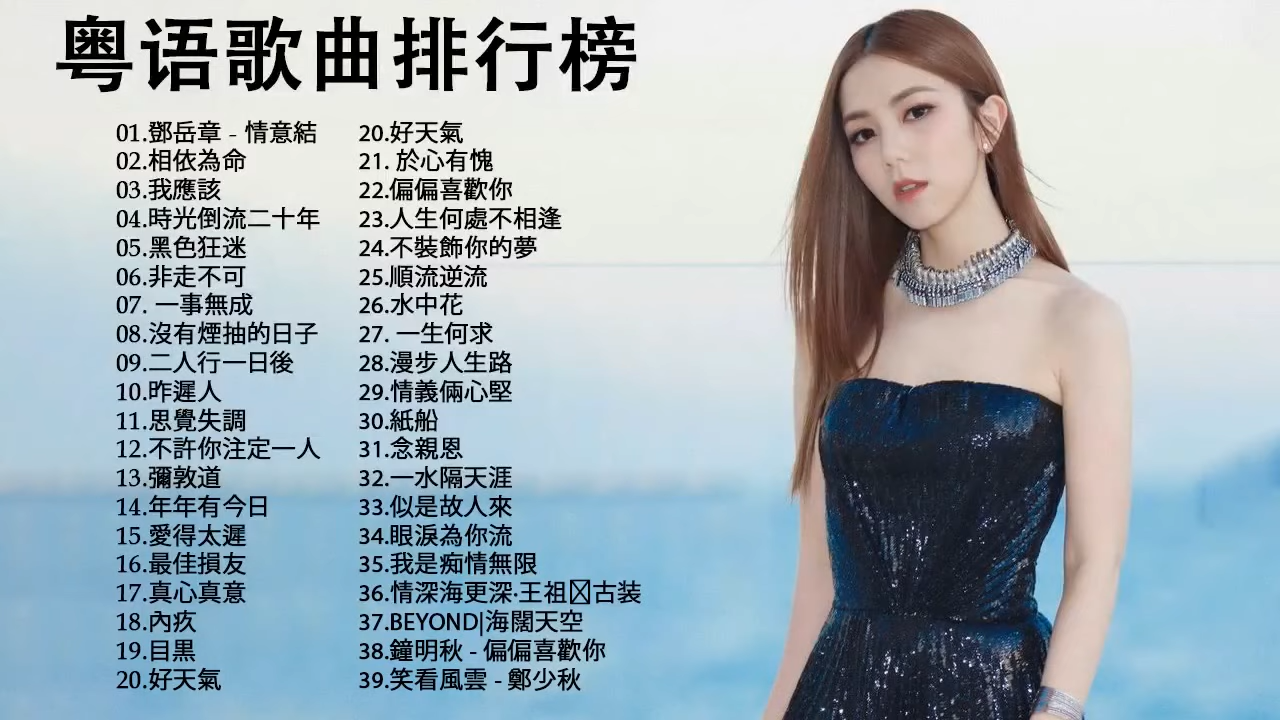 粤语歌曲排行榜
01.鄧岳章 - 情意結
02.相依為命
03.我應該
04.時光倒流二十年
05.黑色狂迷
06.非走不可
07. 一事無成
08.沒有煙抽的日子
09.二人行一日後
10.昨遲人
11.思覺失調
12.不許你注定一人
13.彌敦道
14.年年有今日
15.愛得太遲
16.最佳損友
17.真心真意
18.內疚
19.目黑
20.好天氣
20.好天氣
21. 於心有愧
22.偏偏喜歡你
23.人生何處不相逢
24.不裝飾你的夢
25.順流逆流
26.水中花
27. 一生何求
28.漫步人生路
29.情義倆心堅
30.紙船
31.念親恩
32.一水隔天涯
33.似是故人來
34.眼淚為你流
35.我是痴情無限
36.情深海更深·王祖☒古装
37.BEYOND|海闊天空
38.鐘明秋 - 偏偏喜歡你
39.笑看風雲 - 鄭少秋